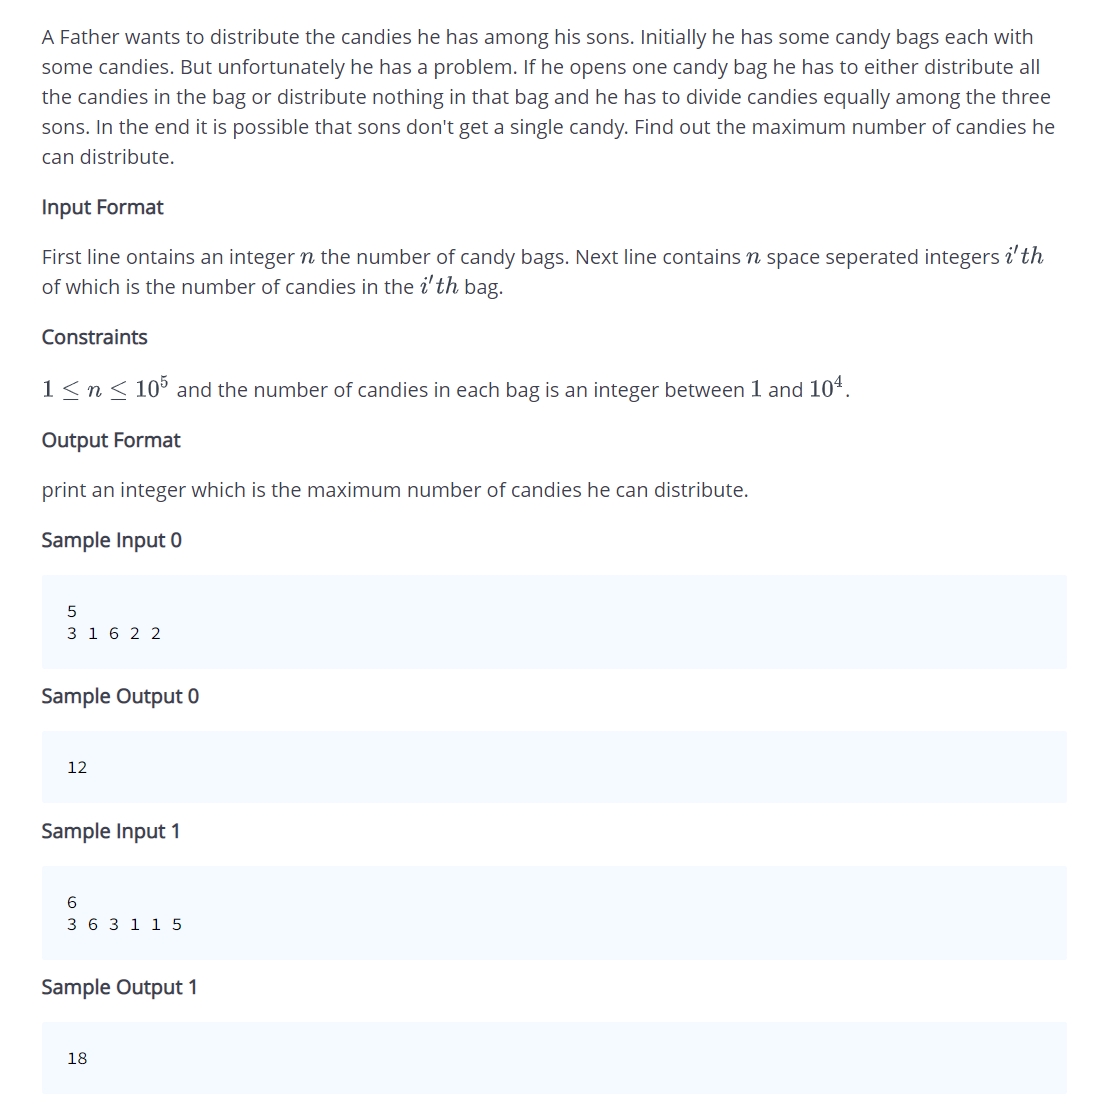 A Father wants to distribute the candies he has among his sons. Initially he has some candy bags each with
some candies. But unfortunately he has a problem. If he opens one candy bag he has to either distribute all
the candies in the bag or distribute nothing in that bag and he has to divide candies equally among the three
sons. In the end it is possible that sons don't get a single candy. Find out the maximum number of candies he
can distribute.
Input Format
First line ontains an integer n the number of candy bags. Next line contains n space seperated integers i'th
of which is the number of candies in the i'th bag.
Constraints
1 ≤ n ≤ 10⁵ and the number of candies in each bag is an integer between 1 and 10⁴.
Output Format
print an integer which is the maximum number of candies he can distribute.
Sample Input 0
5
3 1 6 2 2
Sample Output 0
12
Sample Input 1
6
3 6 3 1 1 5
Sample Output 1
18